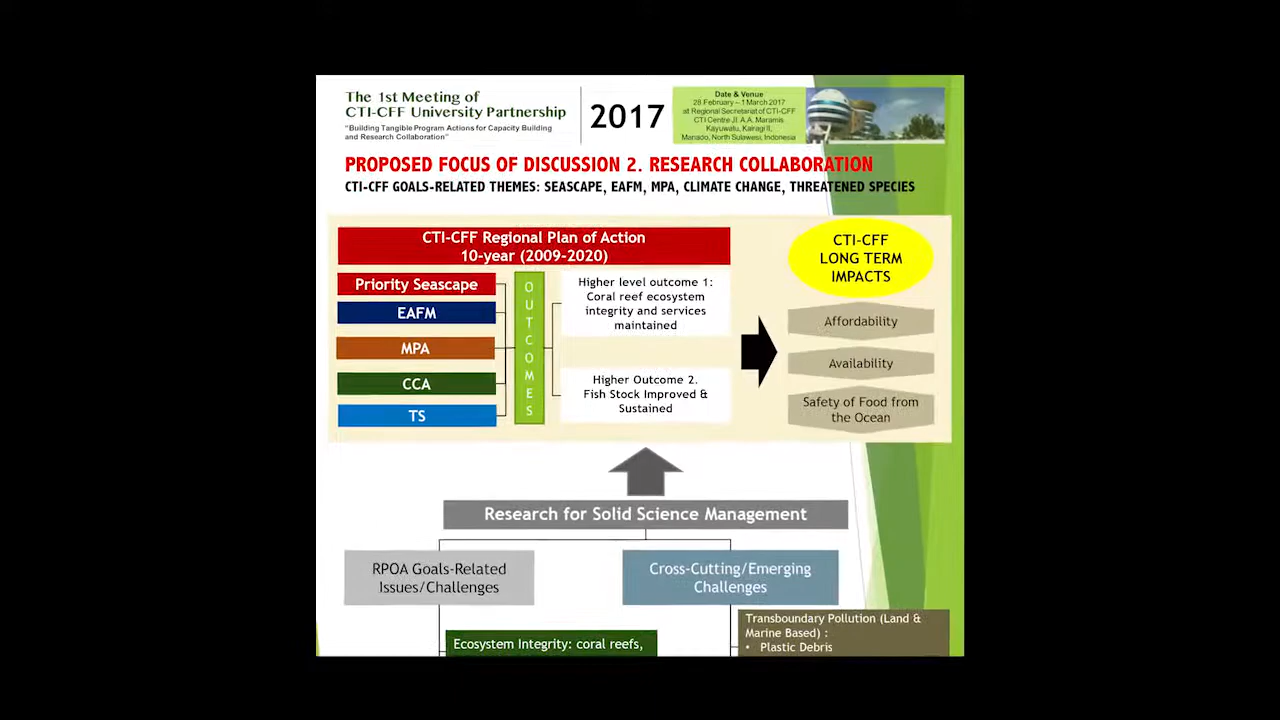 The 1st Meeting of
CTI-CFF University Partnership
"Building Tangible Program Actions for Capacity Building
and Research Collaboration"
2017
Date & Venue
28 February – 1 March 2017
at Regional Secretariat of CTI-CFF
CTI Centre Jl. A.A. Maramis
Kayuwatu, Kairagi II,
Manado, North Sulawesi, Indonesia
PROPOSED FOCUS OF DISCUSSION 2. RESEARCH COLLABORATION
CTI-CFF GOALS-RELATED THEMES: SEASCAPE, EAFM, MPA, CLIMATE CHANGE, THREATENED SPECIES
CTI-CFF Regional Plan of Action
10-year (2009-2020)
Priority Seascape
EAFM
MPA
CCA
TS
OUTCOMES
Higher level outcome 1:
Coral reef ecosystem
integrity and services
maintained
Higher Outcome 2.
Fish Stock Improved &
Sustained
CTI-CFF
LONG TERM
IMPACTS
Affordability
Availability
Safety of Food from
the Ocean
Research for Solid Science Management
RPOA Goals-Related
Issues/Challenges
Cross-Cutting/Emerging
Challenges
Ecosystem Integrity: coral reefs,
Transboundary Pollution (Land &
Marine Based) :
• Plastic Debris